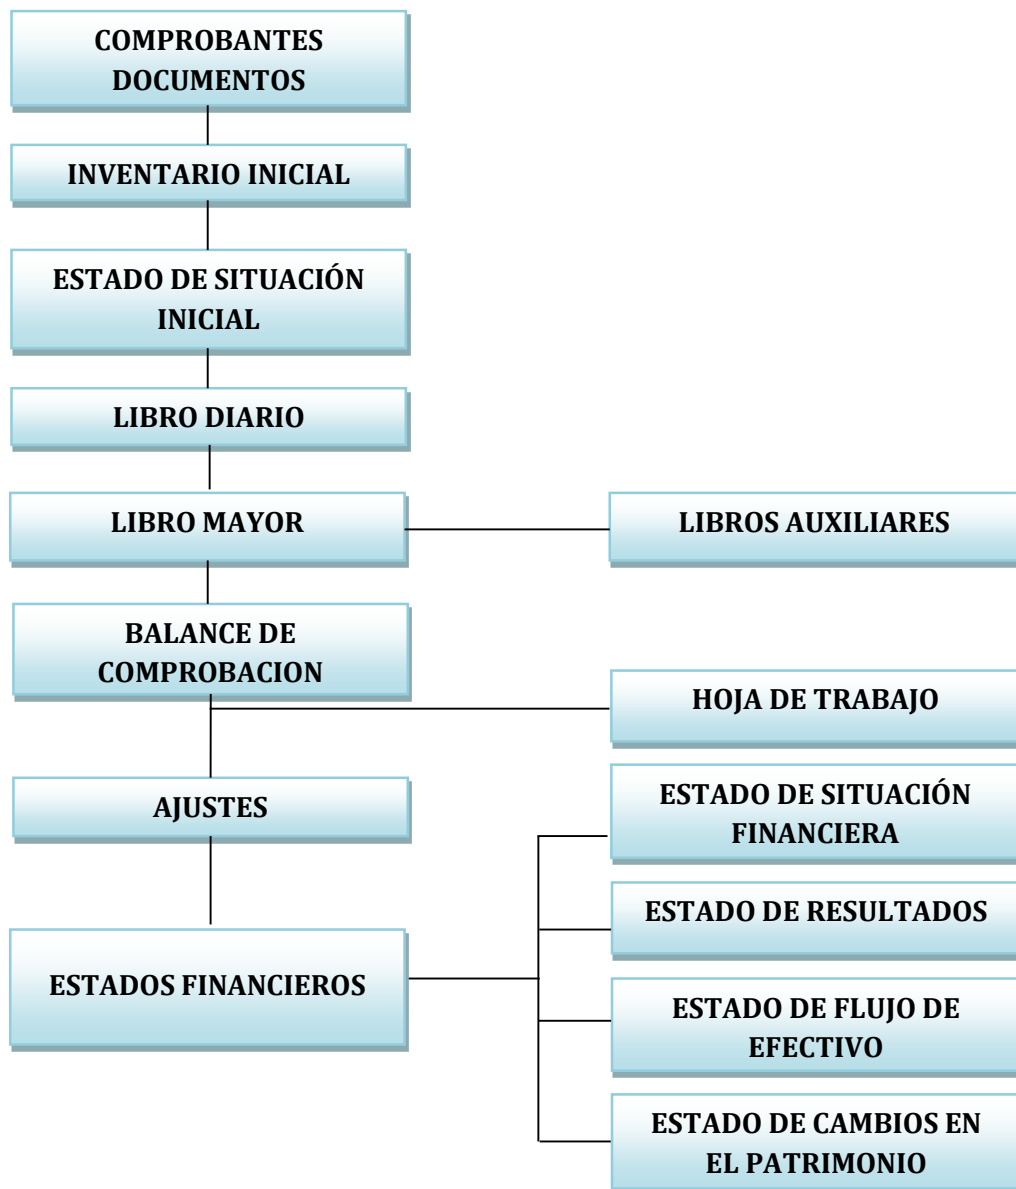 COMPROBANTES
DOCUMENTOS
INVENTARIO INICIAL
ESTADO DE SITUACIÓN
INICIAL
LIBRO DIARIO
LIBRO MAYOR
LIBROS AUXILIARES
BALANCE DE
COMPROBACION
HOJA DE TRABAJO
AJUSTES
ESTADO DE SITUACIÓN
FINANCIERA
ESTADO DE RESULTADOS
ESTADOS FINANCIEROS
ESTADO DE FLUJO DE
EFECTIVO
ESTADO DE CAMBIOS EN
EL PATRIMONIO